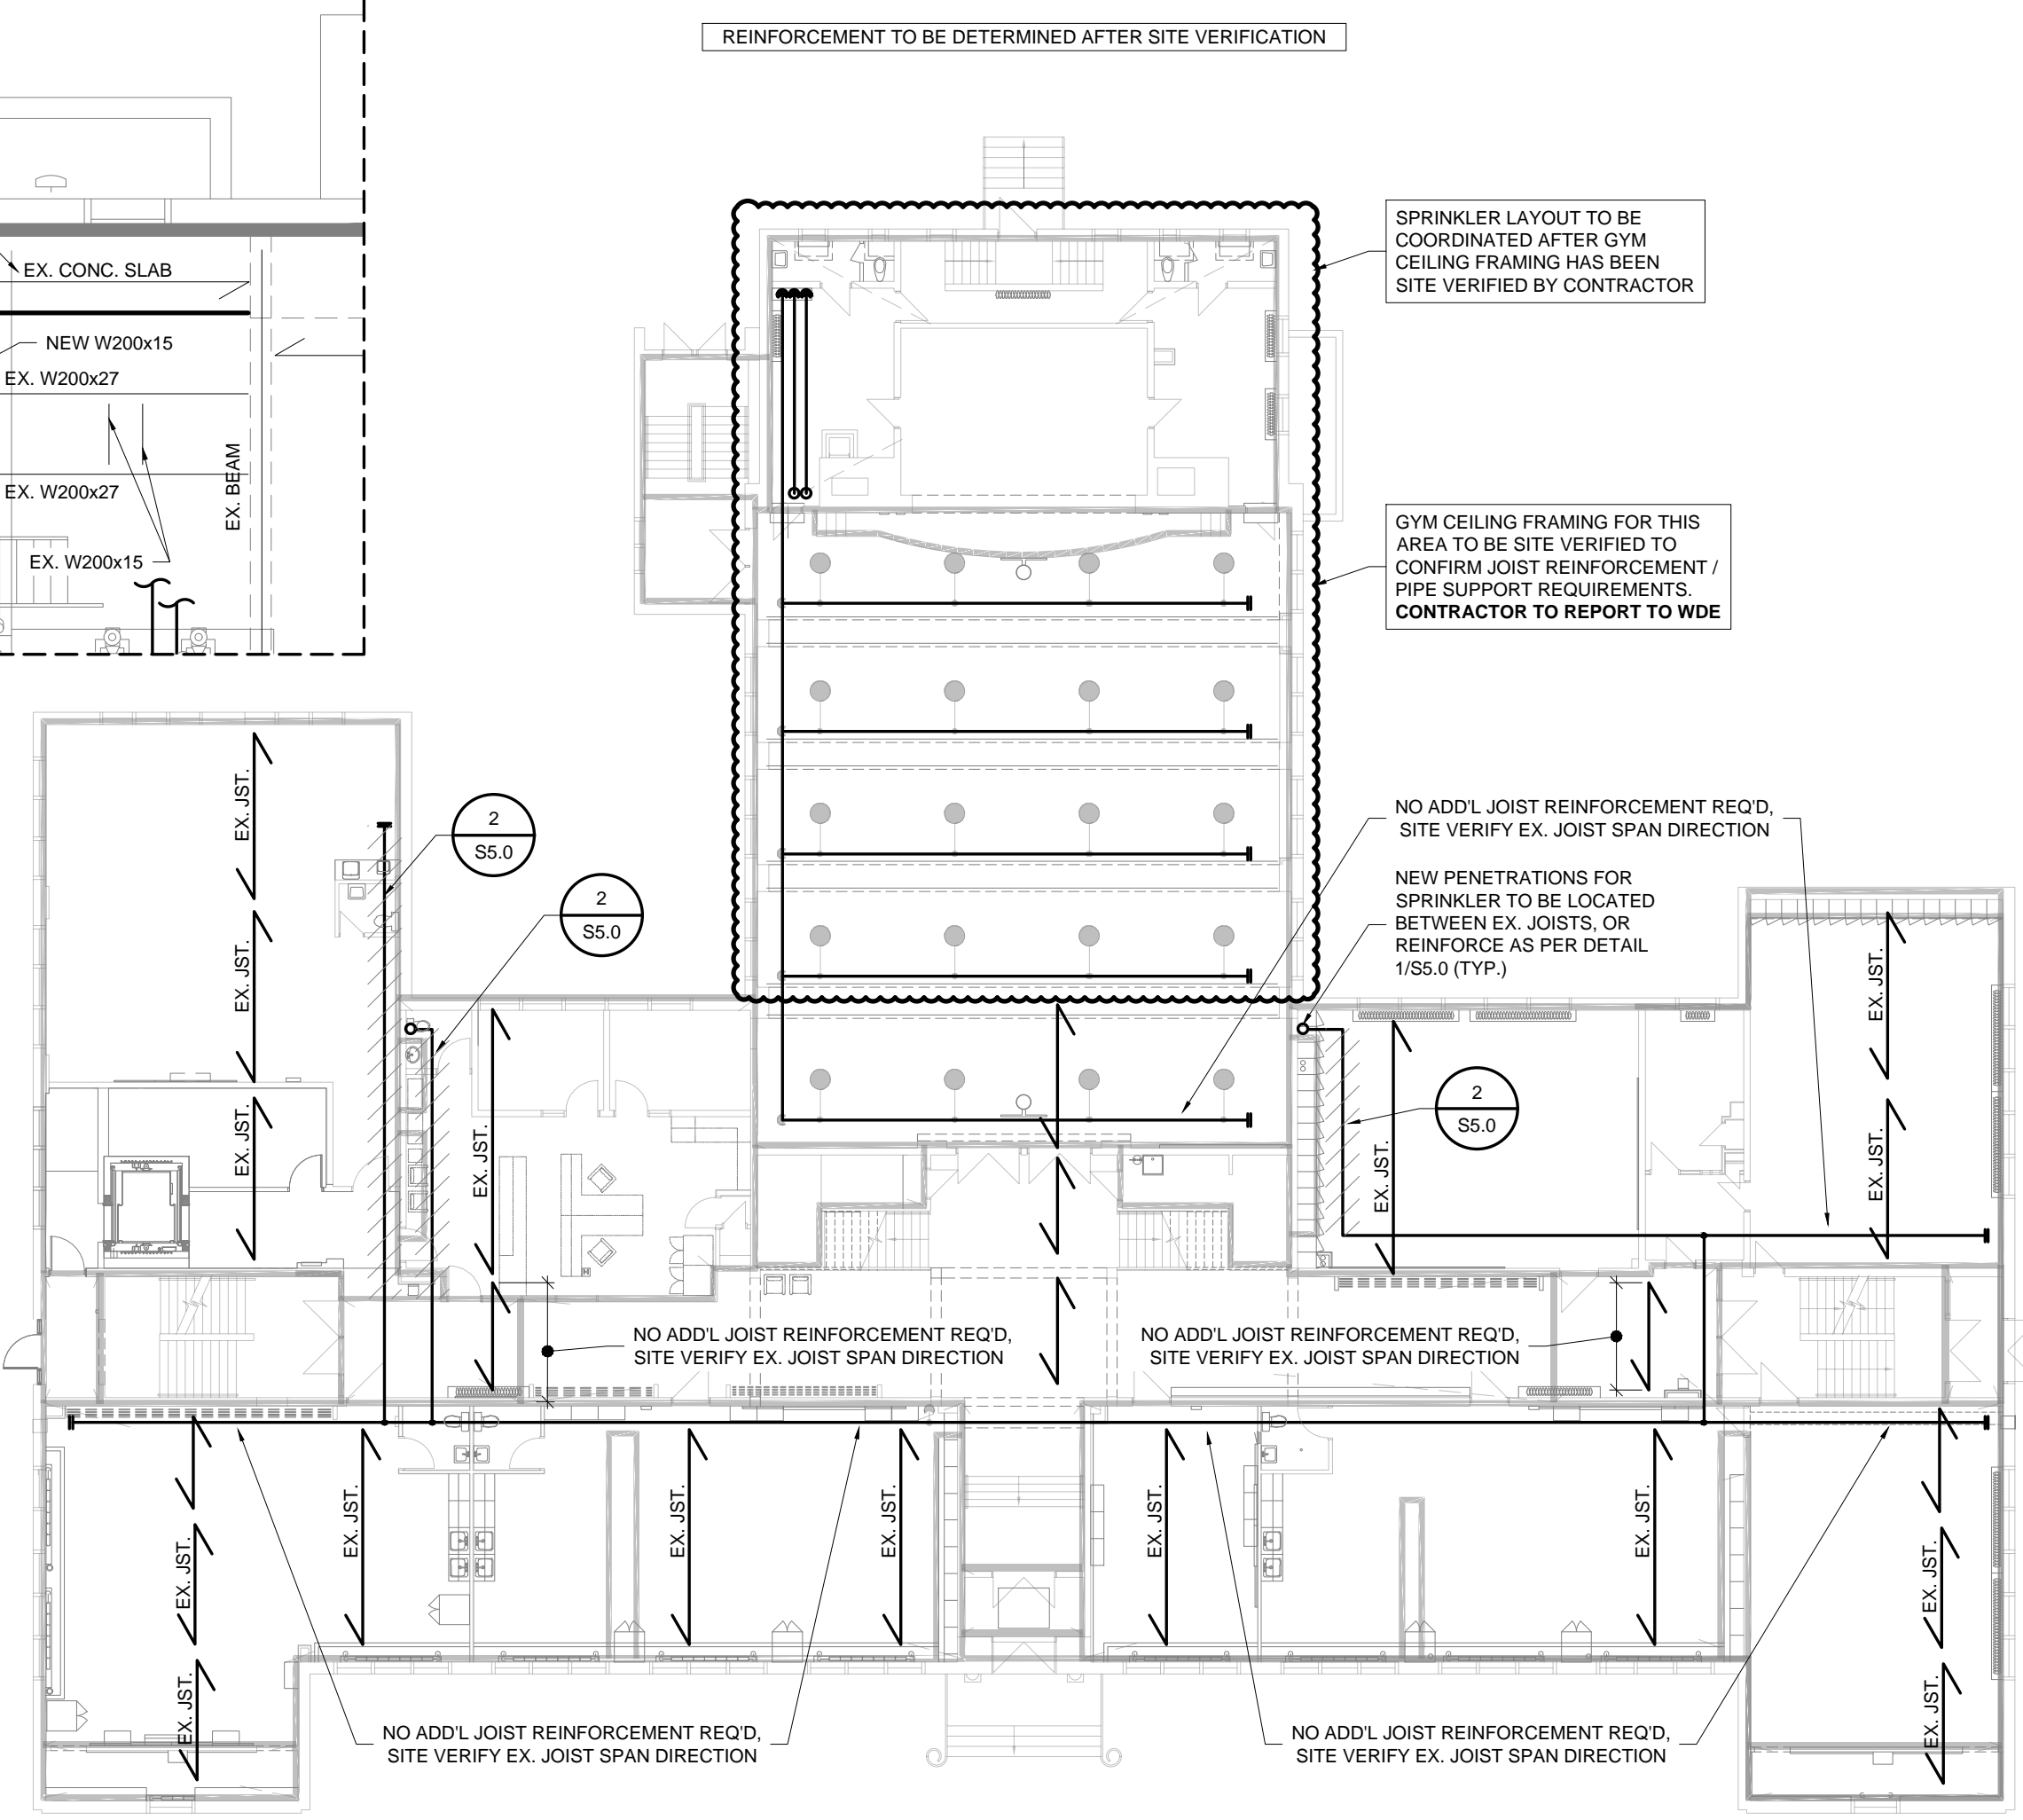 REINFORCEMENT TO BE DETERMINED AFTER SITE VERIFICATION
EX. CONC. SLAB
NEW W200x15
EX. W200x27
EX. W200x27
EX. BEAM
EX. W200x15
SPRINKLER LAYOUT TO BE
COORDINATED AFTER GYM
CEILING FRAMING HAS BEEN
SITE VERIFIED BY CONTRACTOR
GYM CEILING FRAMING FOR THIS
AREA TO BE SITE VERIFIED TO
CONFIRM JOIST REINFORCEMENT /
PIPE SUPPORT REQUIREMENTS.
CONTRACTOR TO REPORT TO WDE
EX. JST.
2
S5.0
2
S5.0
NO ADD'L JOIST REINFORCEMENT REQ'D,
SITE VERIFY EX. JOIST SPAN DIRECTION
NEW PENETRATIONS FOR
SPRINKLER TO BE LOCATED
BETWEEN EX. JOISTS, OR
REINFORCE AS PER DETAIL
1/S5.0 (TYP.)
EX. JST.
EX. JST.
EX. JST.
EX. JST.
2
S5.0
EX. JST.
EX. JST.
NO ADD'L JOIST REINFORCEMENT REQ'D,
SITE VERIFY EX. JOIST SPAN DIRECTION
NO ADD'L JOIST REINFORCEMENT REQ'D,
SITE VERIFY EX. JOIST SPAN DIRECTION
EX. JST.
EX. JST.
EX. JST.
EX. JST.
EX. JST.
EX. JST.
EX. JST.
EX. JST.
EX. JST.
NO ADD'L JOIST REINFORCEMENT REQ'D,
SITE VERIFY EX. JOIST SPAN DIRECTION
NO ADD'L JOIST REINFORCEMENT REQ'D,
SITE VERIFY EX. JOIST SPAN DIRECTION